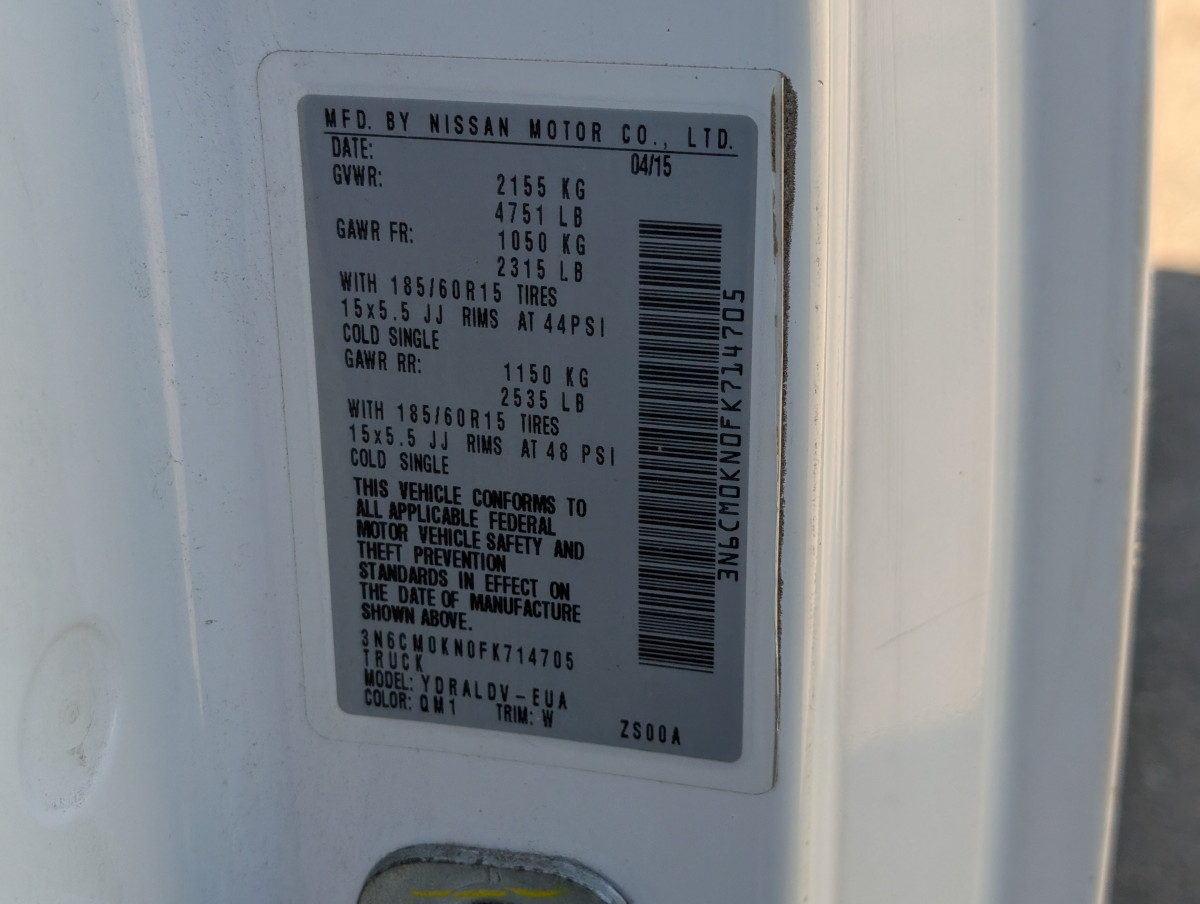 MFD. BY NISSAN MOTOR CO., LTD.
DATE: 04/15
GVWR: 2155 KG
4751 LB
GAWR FR: 1050 KG
2315 LB
WITH 185/60R15 TIRES
15x5.5 JJ RIMS AT 44PSI
COLD SINGLE
GAWR RR: 1150 KG
2535 LB
WITH 185/60R15 TIRES
15x5.5 JJ RIMS AT 48 PSI
COLD SINGLE
THIS VEHICLE CONFORMS TO
ALL APPLICABLE FEDERAL
MOTOR VEHICLE SAFETY AND
THEFT PREVENTION
STANDARDS IN EFFECT ON
THE DATE OF MANUFACTURE
SHOWN ABOVE.
3N6CM0KN0FK714705
TRUCK
MODEL: YDRALDV-EUA
COLOR: QM1 TRIM: W ZS00A
3N6CM0KN0FK714705